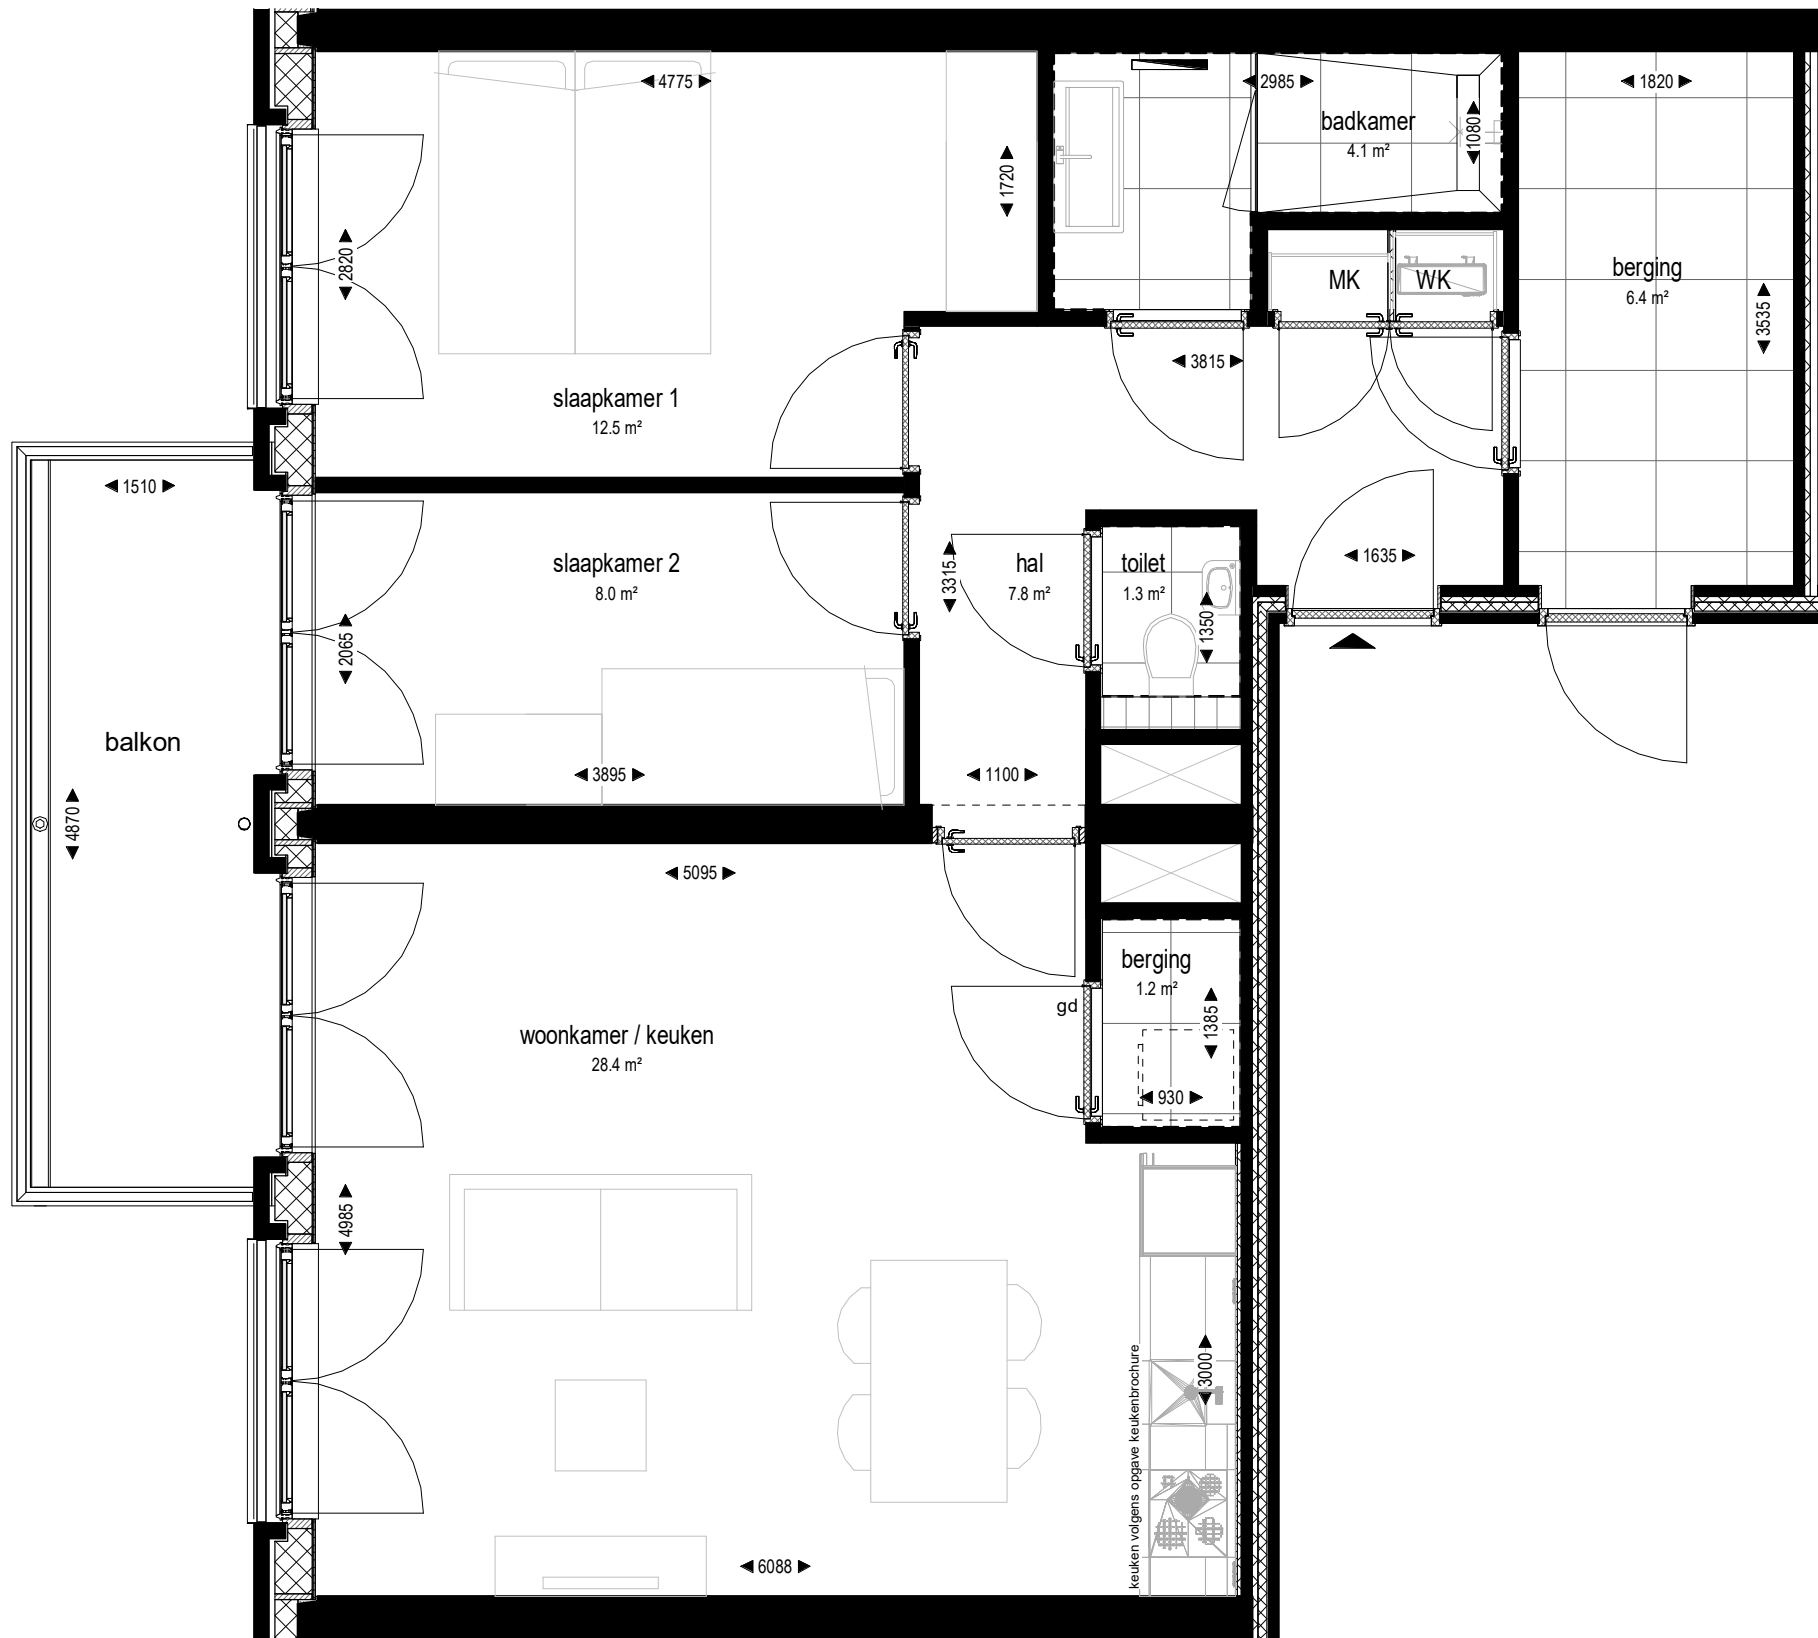 4775
2985
1820
badkamer
4.1 m²
1080
1720
2820
MK
WK
berging
6.4 m²
3535
3815
slaapkamer 1
12.5 m²
1510
slaapkamer 2
8.0 m²
3315
hal
7.8 m²
toilet
1.3 m²
1635
1350
2065
balkon
3895
1100
4870
5095
berging
1.2 m²
gd
1385
woonkamer / keuken
28.4 m²
930
4985
3000
keuken volgens opgave keukenbrochure
6088